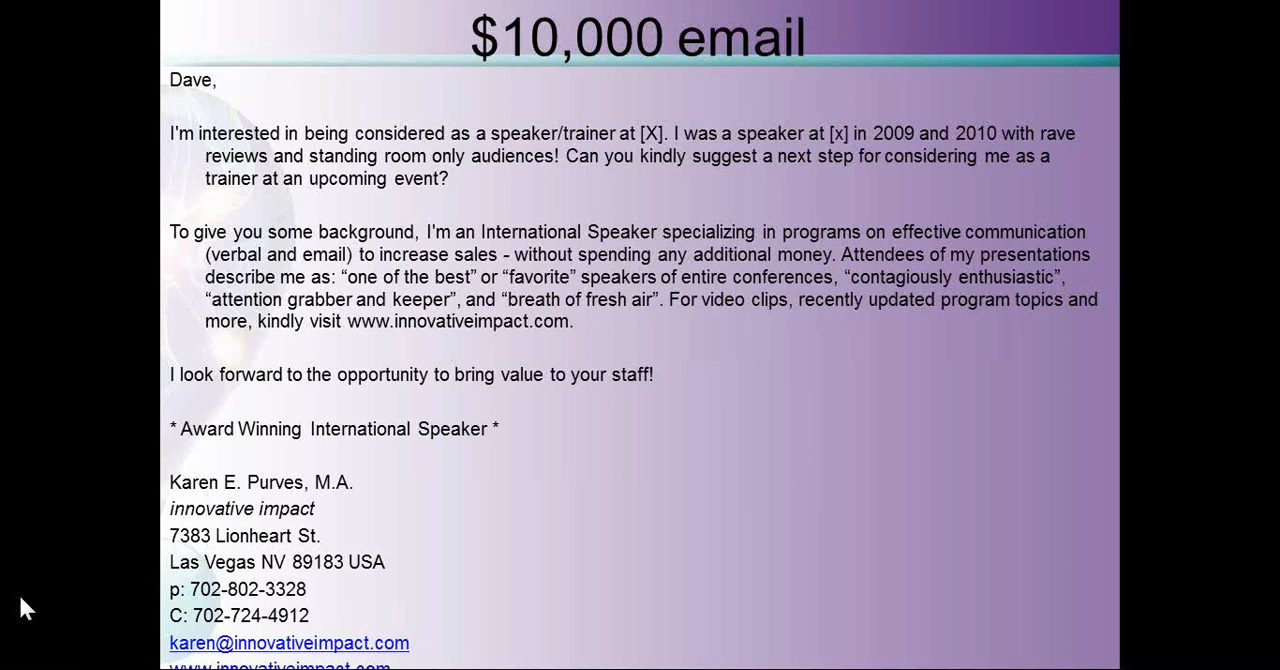 $10,000 email
Dave,
I'm interested in being considered as a speaker/trainer at [X]. I was a speaker at [x] in 2009 and 2010 with rave
reviews and standing room only audiences! Can you kindly suggest a next step for considering me as a
trainer at an upcoming event?
To give you some background, I'm an International Speaker specializing in programs on effective communication
(verbal and email) to increase sales - without spending any additional money. Attendees of my presentations
describe me as: “one of the best” or “favorite” speakers of entire conferences, “contagiously enthusiastic”,
“attention grabber and keeper”, and “breath of fresh air”. For video clips, recently updated program topics and
more, kindly visit www.innovativeimpact.com.
I look forward to the opportunity to bring value to your staff!
* Award Winning International Speaker *
Karen E. Purves, M.A.
innovative impact
7383 Lionheart St.
Las Vegas NV 89183 USA
p: 702-802-3328
C: 702-724-4912
karen@innovativeimpact.com
www.innovativeimpact.com